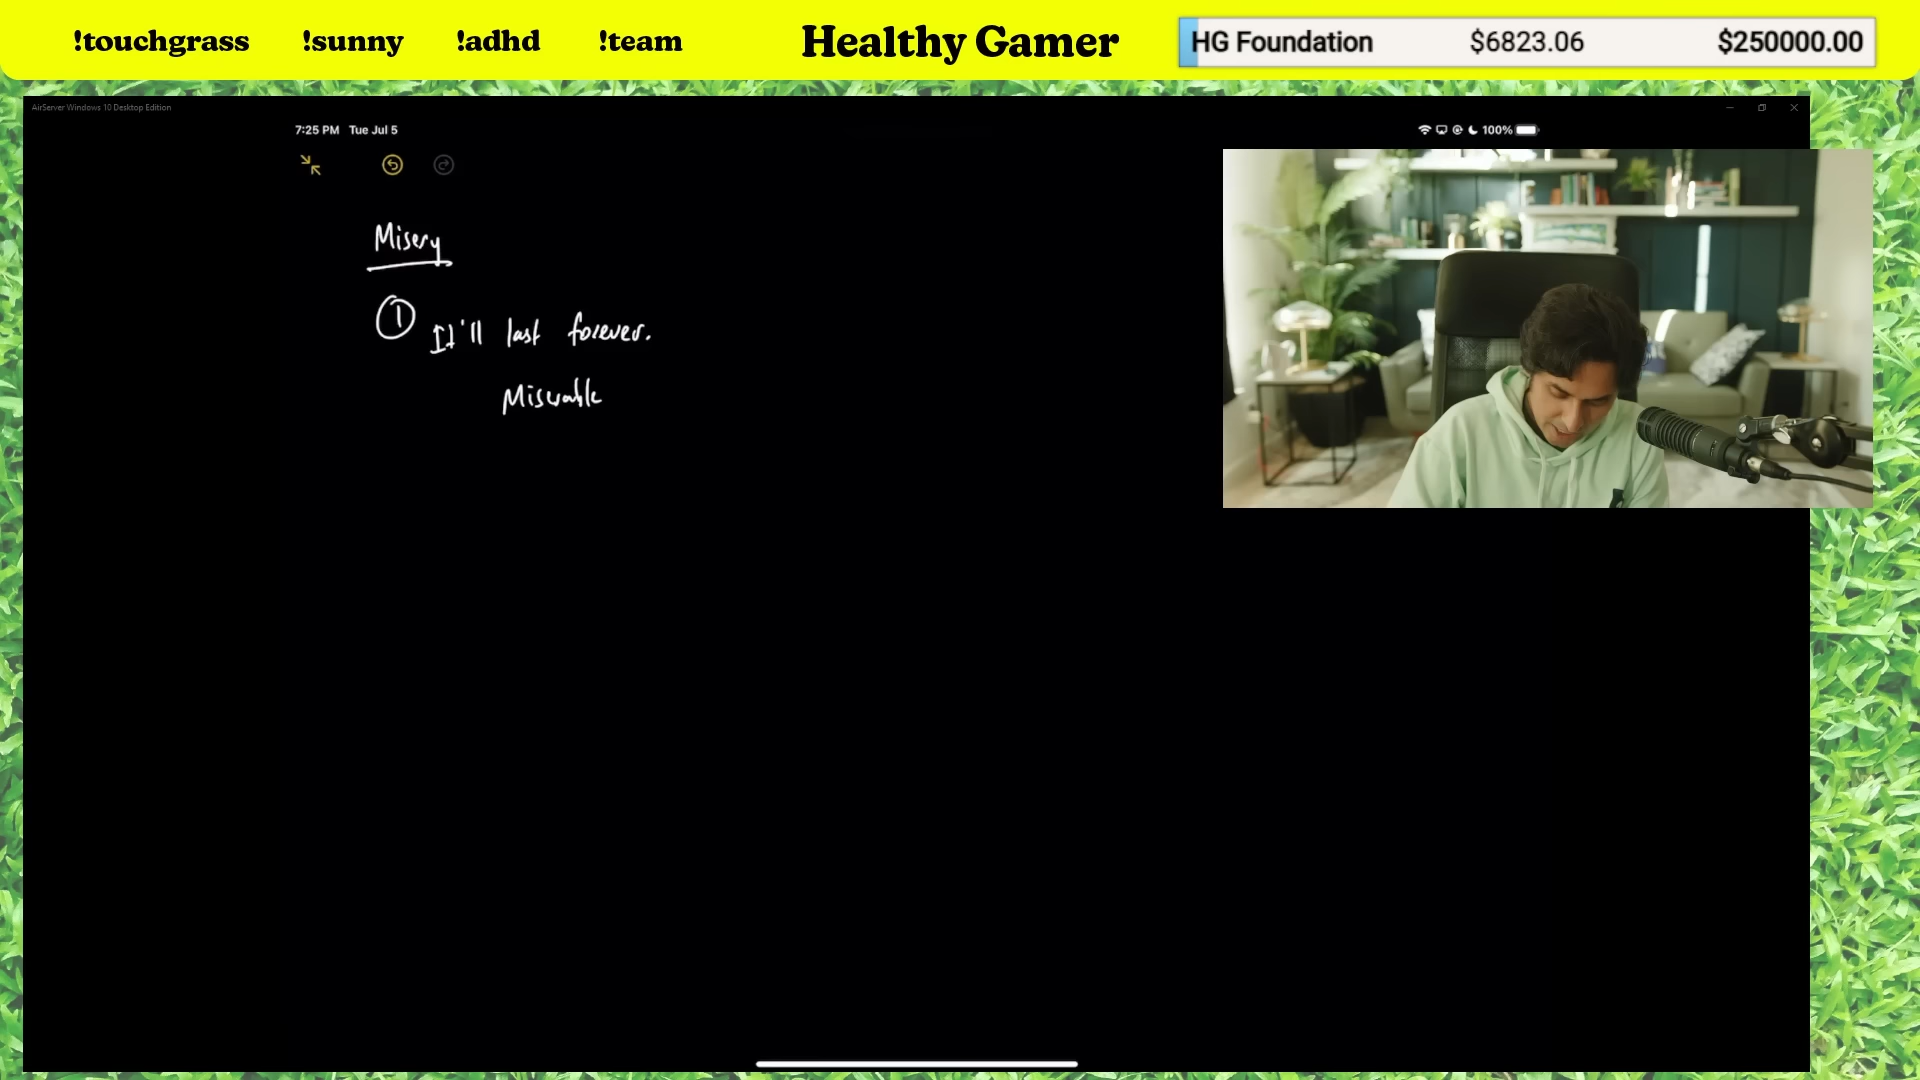 !touchgrass !sunny !adhd !team Healthy Gamer HG Foundation $6823.06 $250000.00
AirServer Windows 10 Desktop Edition
7:25 PM Tue Jul 5 100%
Misery
1 It'll last forever.
Miserable